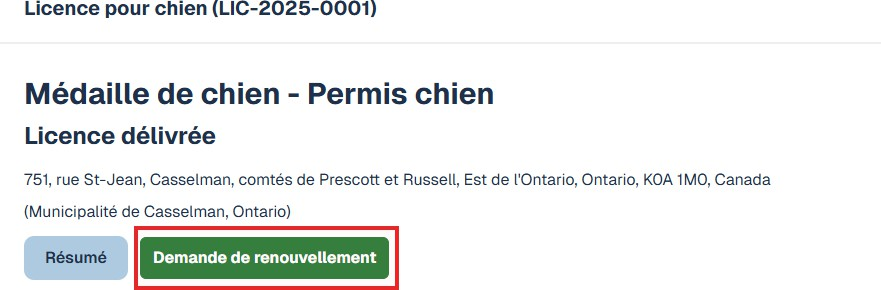 Licence pour chien (LIC-2025-0001)
Médaille de chien - Permis chien
Licence délivrée
751, rue St-Jean, Casselman, comtés de Prescott et Russell, Est de l'Ontario, Ontario, K0A 1M0, Canada
(Municipalité de Casselman, Ontario)
Résumé Demande de renouvellement